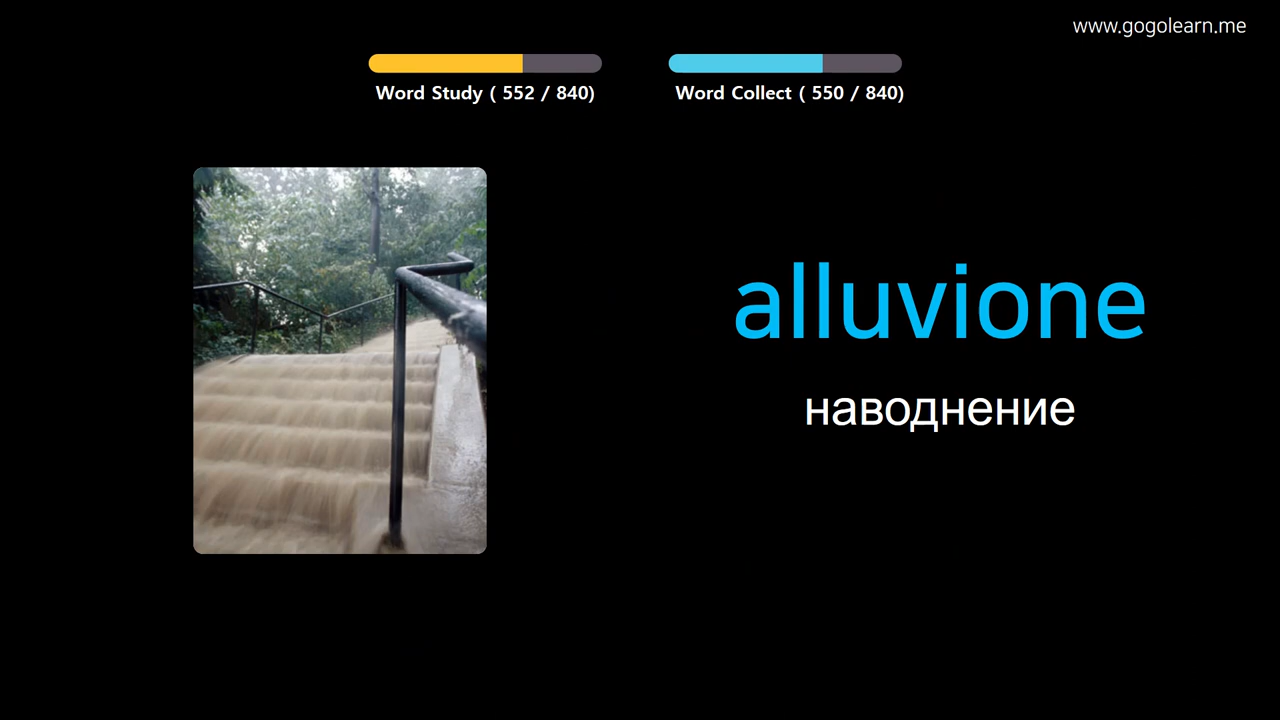 www.gogolearn.me
Word Study ( 552 / 840)
Word Collect ( 550 / 840)
alluvione
наводнение